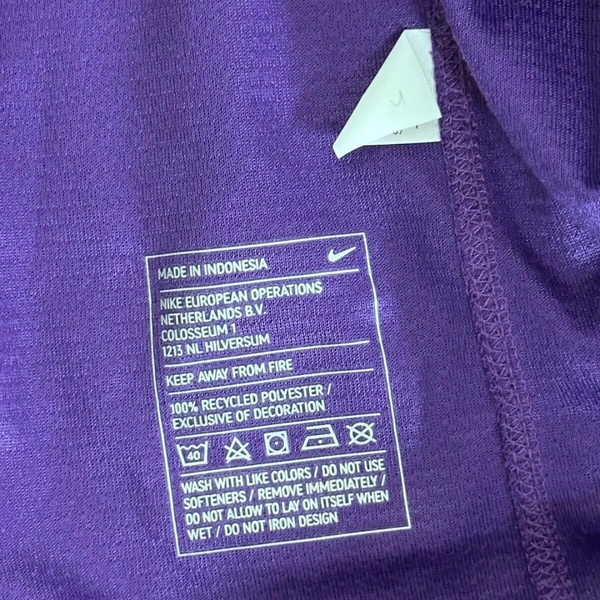 MADE IN INDONESIA
NIKE EUROPEAN OPERATIONS
NETHERLANDS B.V.
COLOSSEUM 1
1213 NL HILVERSUM
KEEP AWAY FROM FIRE
100% RECYCLED POLYESTER /
EXCLUSIVE OF DECORATION
40
WASH WITH LIKE COLORS / DO NOT USE
SOFTENERS / REMOVE IMMEDIATELY /
DO NOT ALLOW TO LAY ON ITSELF WHEN
WET / DO NOT IRON DESIGN